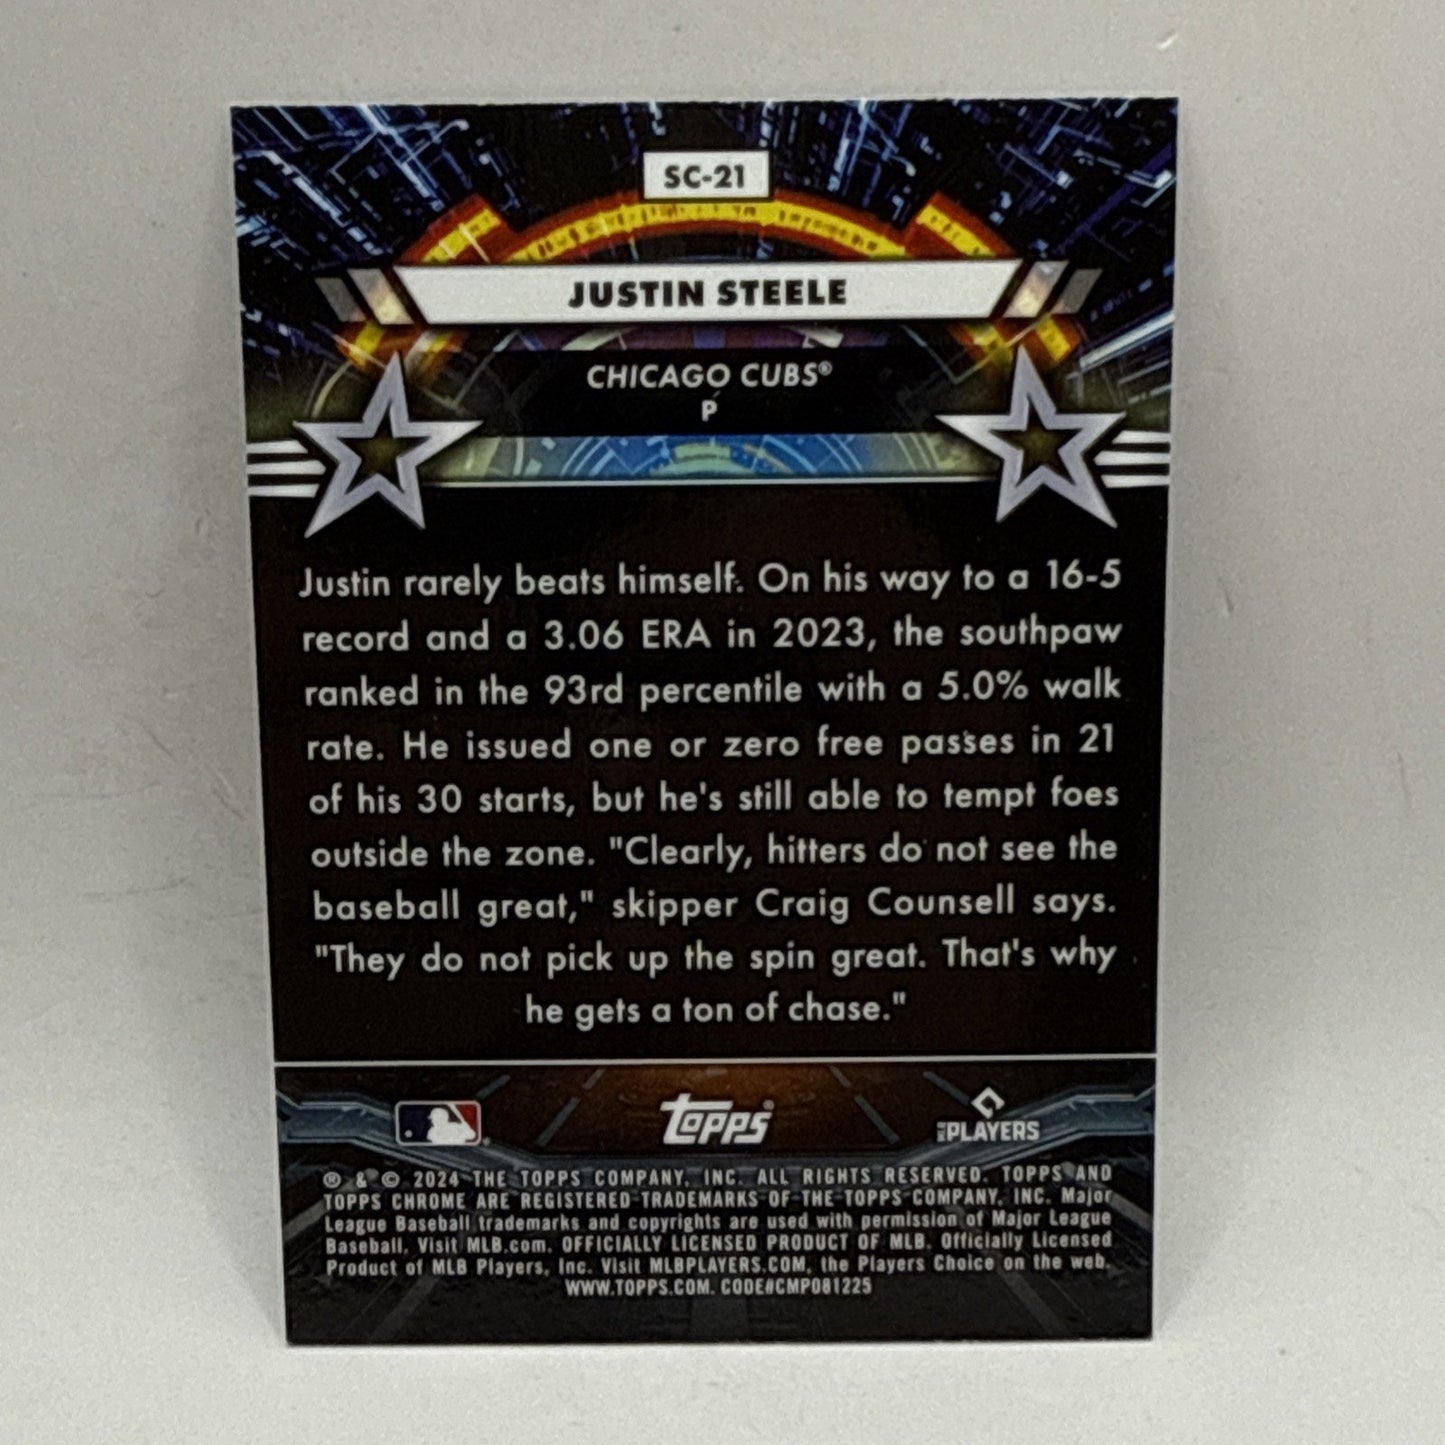 SC-21
JUSTIN STEELE
CHICAGO CUBS®
P
Justin rarely beats himself. On his way to a 16-5
record and a 3.06 ERA in 2023, the southpaw
ranked in the 93rd percentile with a 5.0% walk
rate. He issued one or zero free passes in 21
of his 30 starts, but he's still able to tempt foes
outside the zone. "Clearly, hitters do not see the
baseball great," skipper Craig Counsell says.
"They do not pick up the spin great. That's why
he gets a ton of chase."
topps®
MLB PLAYERS
® & © 2024 THE TOPPS COMPANY, INC. ALL RIGHTS RESERVED. TOPPS AND
TOPPS CHROME ARE REGISTERED TRADEMARKS OF THE TOPPS COMPANY, INC. Major
League Baseball trademarks and copyrights are used with permission of Major League
Baseball. Visit MLB.com. OFFICIALLY LICENSED PRODUCT OF MLB. Officially Licensed
Product of MLB Players, Inc. Visit MLBPLAYERS.COM, the Players Choice on the web.
WWW.TOPPS.COM. CODE#CMP081225